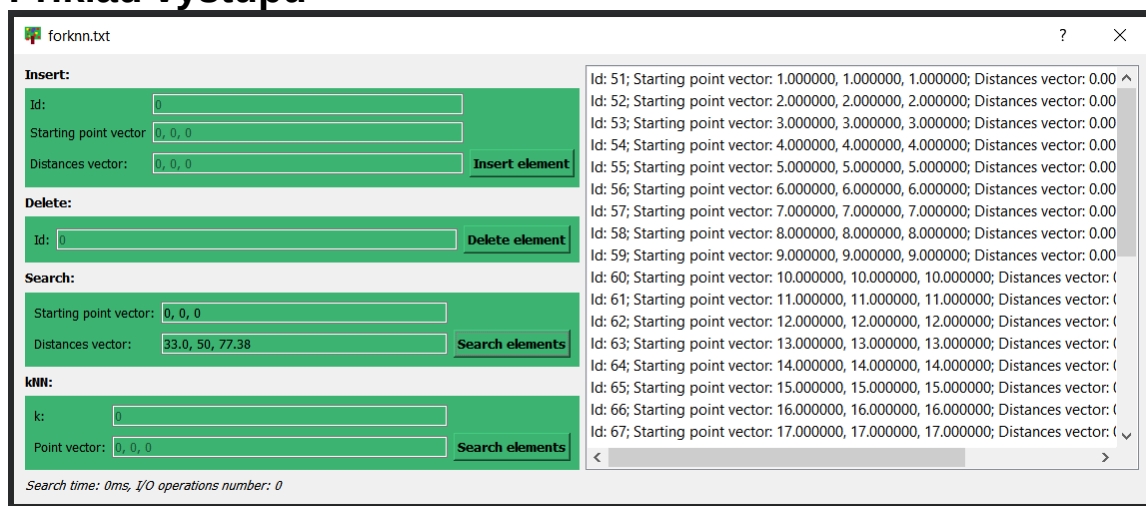 Příklad výstupu
forknn.txt
?
Insert:
Id: 0
Starting point vector 0, 0, 0
Distances vector: 0, 0, 0 Insert element
Delete:
Id: 0 Delete element
Search:
Starting point vector: 0, 0, 0
Distances vector: 33.0, 50, 77.38 Search elements
kNN:
k: 0
Point vector: 0, 0, 0 Search elements
Search time: 0ms, I/O operations number: 0
Id: 51; Starting point vector: 1.000000, 1.000000, 1.000000; Distances vector: 0.00
Id: 52; Starting point vector: 2.000000, 2.000000, 2.000000; Distances vector: 0.00
Id: 53; Starting point vector: 3.000000, 3.000000, 3.000000; Distances vector: 0.00
Id: 54; Starting point vector: 4.000000, 4.000000, 4.000000; Distances vector: 0.00
Id: 55; Starting point vector: 5.000000, 5.000000, 5.000000; Distances vector: 0.00
Id: 56; Starting point vector: 6.000000, 6.000000, 6.000000; Distances vector: 0.00
Id: 57; Starting point vector: 7.000000, 7.000000, 7.000000; Distances vector: 0.00
Id: 58; Starting point vector: 8.000000, 8.000000, 8.000000; Distances vector: 0.00
Id: 59; Starting point vector: 9.000000, 9.000000, 9.000000; Distances vector: 0.00
Id: 60; Starting point vector: 10.000000, 10.000000, 10.000000; Distances vector:
Id: 61; Starting point vector: 11.000000, 11.000000, 11.000000; Distances vector:
Id: 62; Starting point vector: 12.000000, 12.000000, 12.000000; Distances vector:
Id: 63; Starting point vector: 13.000000, 13.000000, 13.000000; Distances vector:
Id: 64; Starting point vector: 14.000000, 14.000000, 14.000000; Distances vector:
Id: 65; Starting point vector: 15.000000, 15.000000, 15.000000; Distances vector:
Id: 66; Starting point vector: 16.000000, 16.000000, 16.000000; Distances vector:
Id: 67; Starting point vector: 17.000000, 17.000000, 17.000000; Distances vector: